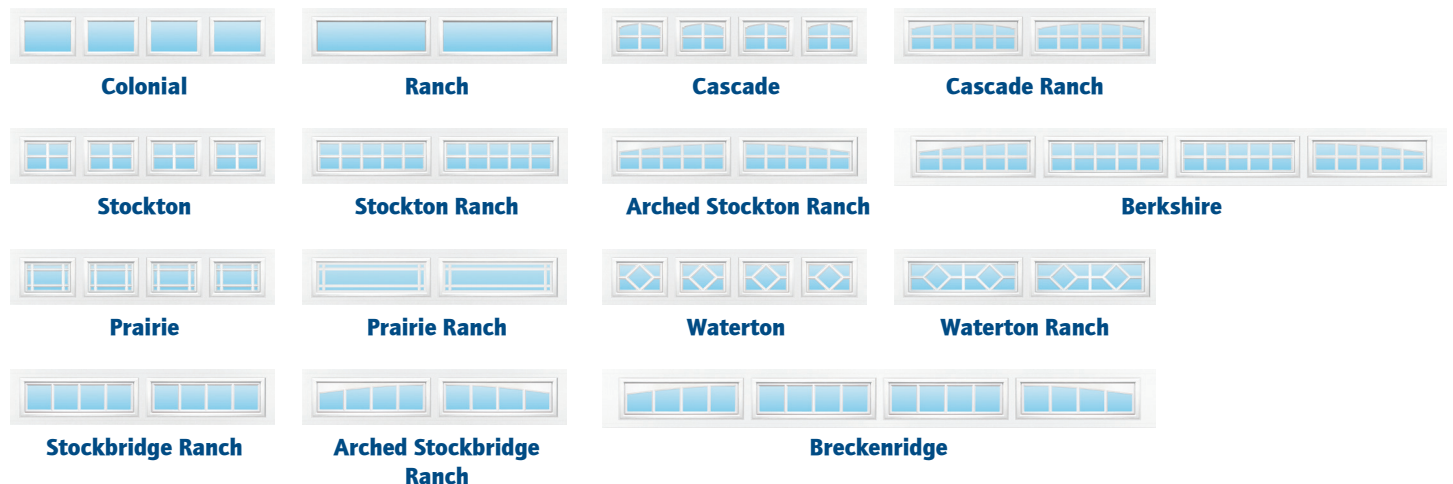 Colonial
Ranch
Cascade
Cascade Ranch
Stockton
Stockton Ranch
Arched Stockton Ranch
Berkshire
Prairie
Prairie Ranch
Waterton
Waterton Ranch
Stockbridge Ranch
Arched Stockbridge
Ranch
Breckenridge